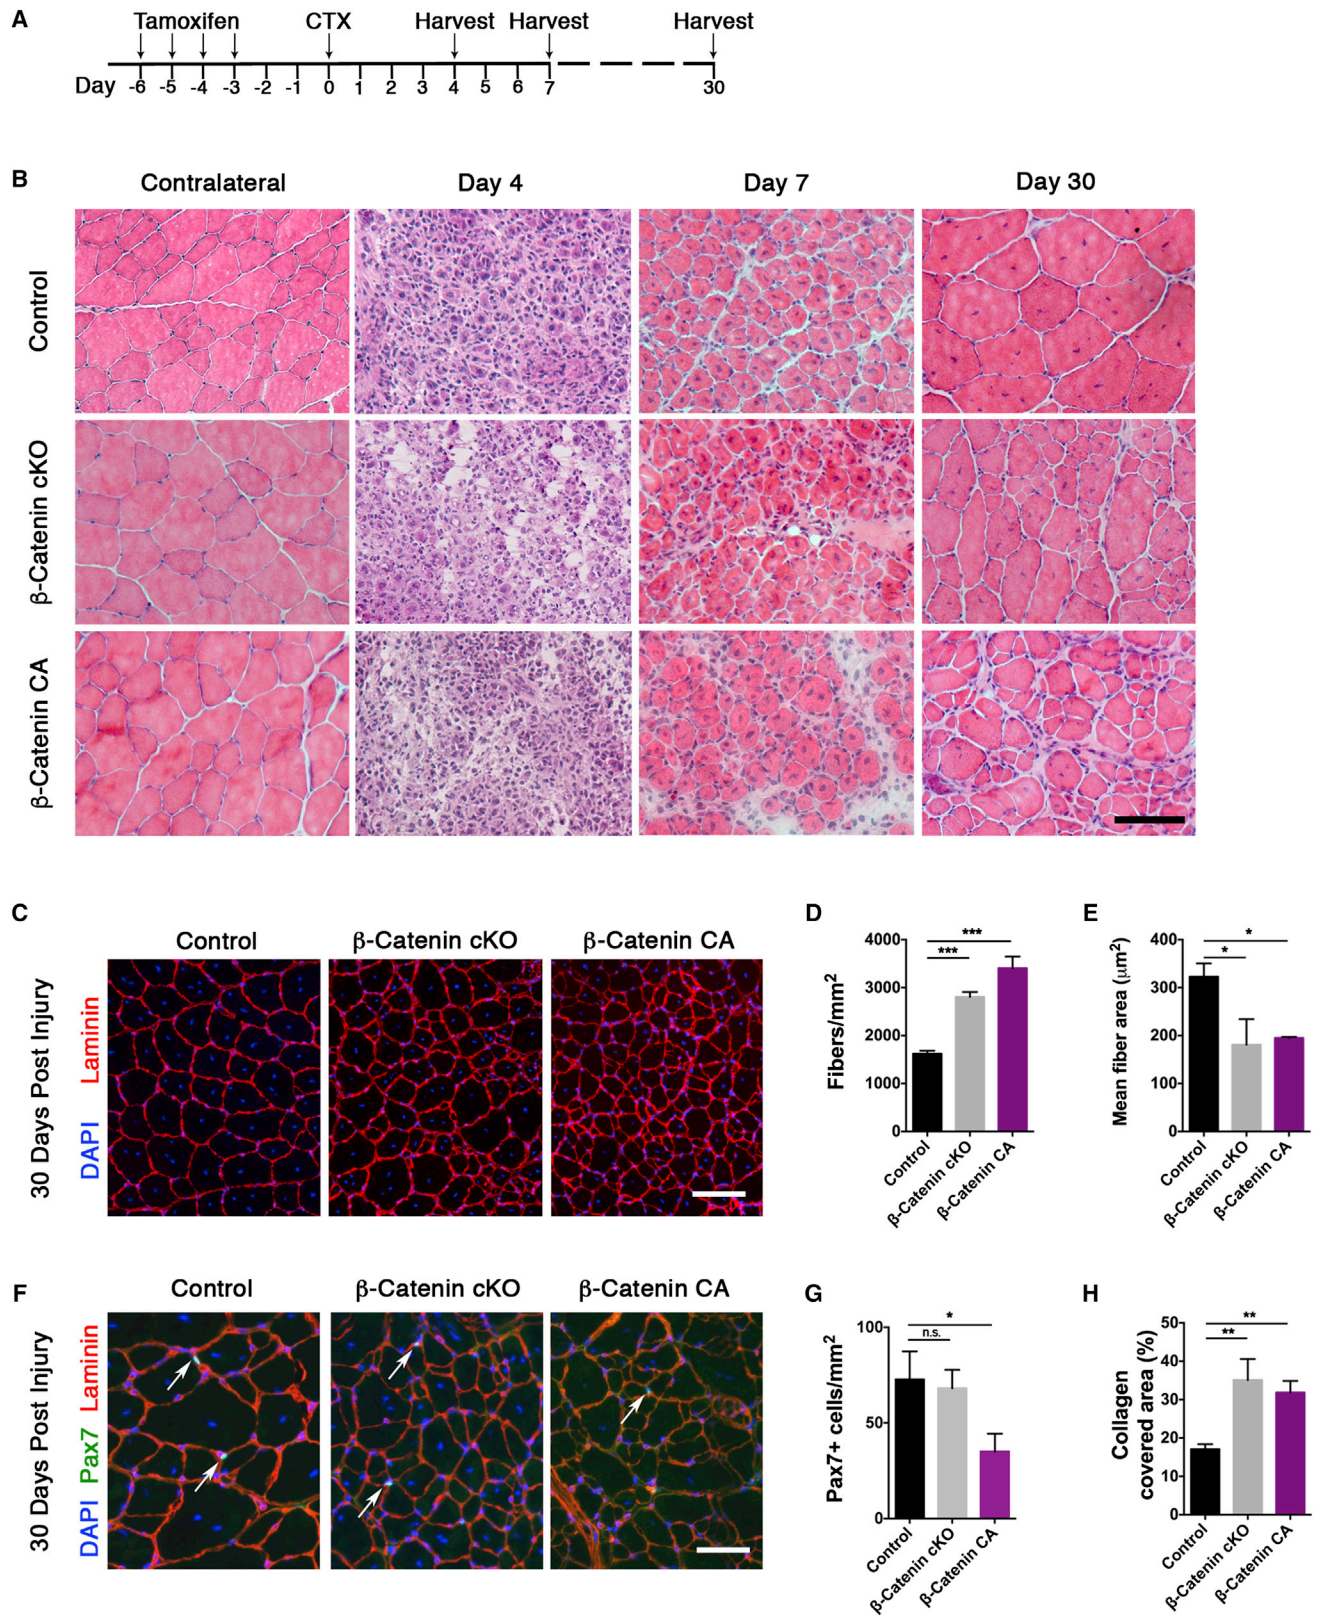 A
Tamoxifen CTX Harvest Harvest Harvest
Day -6 -5 -4 -3 -2 -1 0 1 2 3 4 5 6 7 30
B
Contralateral Day 4 Day 7 Day 30
Control
β-Catenin cKO
β-Catenin CA
C
Control β-Catenin cKO β-Catenin CA
30 Days Post Injury
DAPI Laminin
D
Fibers/mm²
4000
3000
2000
1000
0
***
***
Control
β-Catenin cKO
β-Catenin CA
E
Mean fiber area (μm²)
400
300
200
100
0
*
*
Control
β-Catenin cKO
β-Catenin CA
F
Control β-Catenin cKO β-Catenin CA
30 Days Post Injury
DAPI Pax7 Laminin
G
Pax7+ cells/mm²
100
50
0
*
n.s.
Control
β-Catenin cKO
β-Catenin CA
H
Collagen
covered area (%)
50
40
30
20
10
0
**
**
Control
β-Catenin cKO
β-Catenin CA